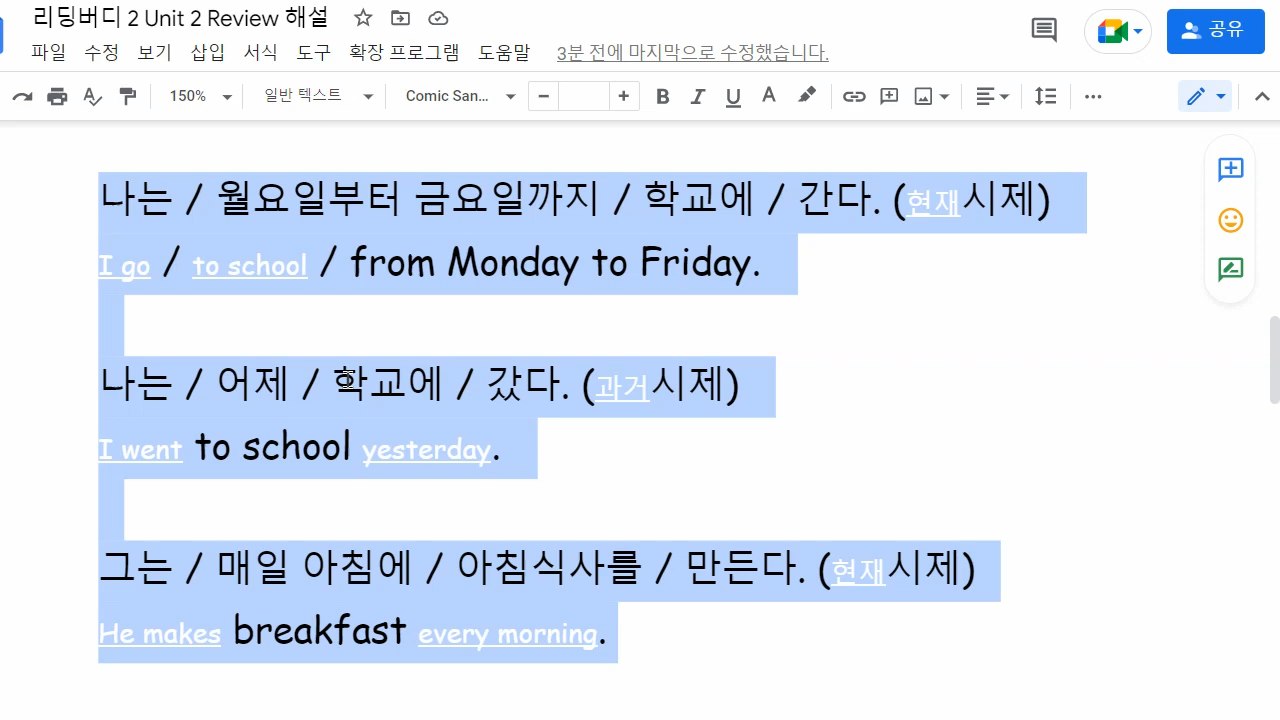 리딩버디 2 Unit 2 Review 해설
파일 수정 보기 삽입 서식 도구 확장 프로그램 도움말 3분 전에 마지막으로 수정했습니다.
공유
150% 일반 텍스트 Comic San... B I U A
나는 / 월요일부터 금요일까지 / 학교에 / 간다. (현재시제)
I go / to school / from Monday to Friday.
나는 / 어제 / 학교에 / 갔다. (과거시제)
I went to school yesterday.
그는 / 매일 아침에 / 아침식사를 / 만든다. (현재시제)
He makes breakfast every morning.